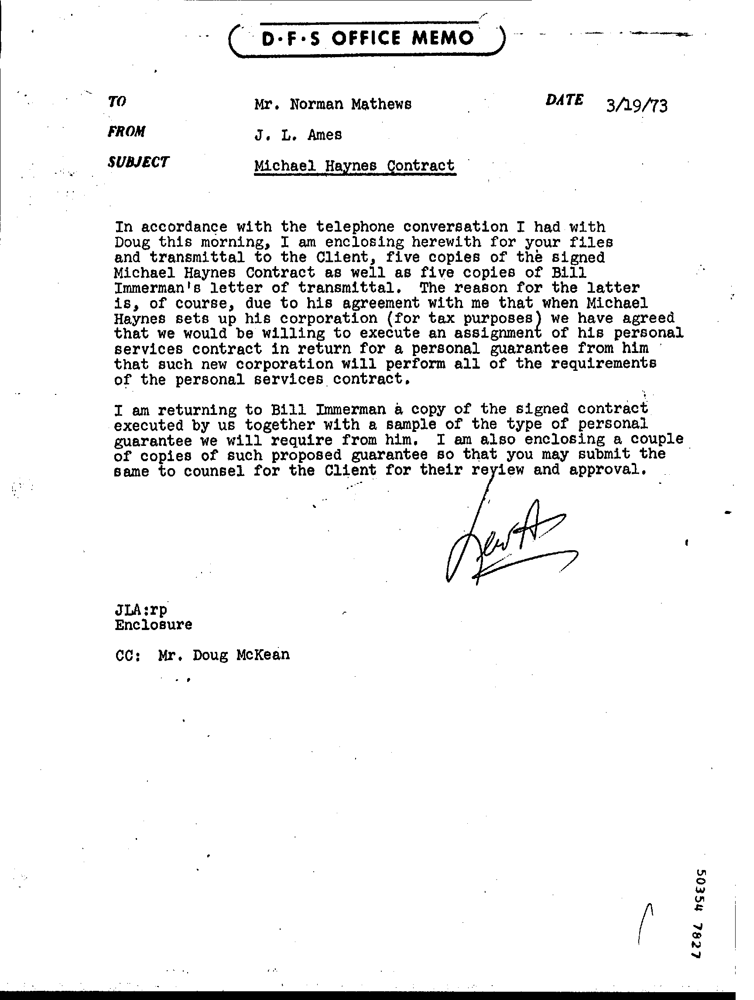 D·F·S OFFICE MEMO
TO Mr. Norman Mathews DATE 3/19/73
FROM J. L. Ames
SUBJECT Michael Haynes Contract
In accordance with the telephone conversation I had with
Doug this morning, I am enclosing herewith for your files
and transmittal to the Client, five copies of the signed
Michael Haynes Contract as well as five copies of Bill
Immerman's letter of transmittal. The reason for the latter
is, of course, due to his agreement with me that when Michael
Haynes sets up his corporation (for tax purposes) we have agreed
that we would be willing to execute an assignment of his personal
services contract in return for a personal guarantee from him
that such new corporation will perform all of the requirements
of the personal services contract.
I am returning to Bill Immerman a copy of the signed contract
executed by us together with a sample of the type of personal
guarantee we will require from him. I am also enclosing a couple
of copies of such proposed guarantee so that you may submit the
same to counsel for the Client for their review and approval.
JLA:rp
Enclosure
CC: Mr. Doug McKean
50354 7827